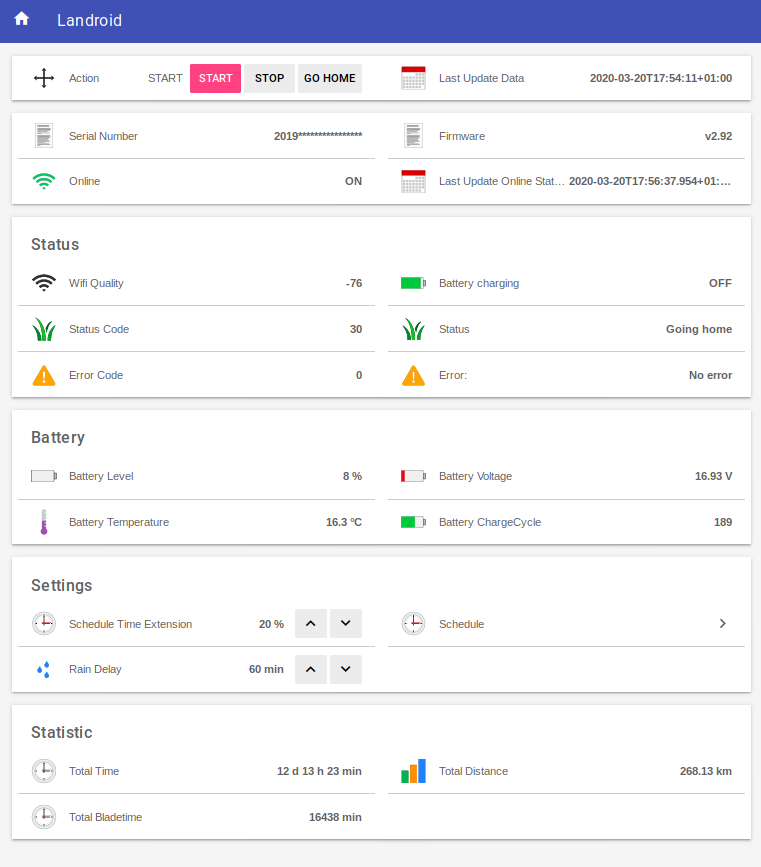 Landroid
Action START START STOP GO HOME
Last Update Data 2020-03-20T17:54:11+01:00
Serial Number 2019****************
Firmware v2.92
Online ON
Last Update Online Stat... 2020-03-20T17:56:37.954+01:...
Status
Wifi Quality -76
Battery charging OFF
Status Code 30
Status Going home
Error Code 0
Error: No error
Battery
Battery Level 8 %
Battery Voltage 16.93 V
Battery Temperature 16.3 °C
Battery ChargeCycle 189
Settings
Schedule Time Extension 20 %
Schedule
Rain Delay 60 min
Statistic
Total Time 12 d 13 h 23 min
Total Distance 268.13 km
Total Bladetime 16438 min